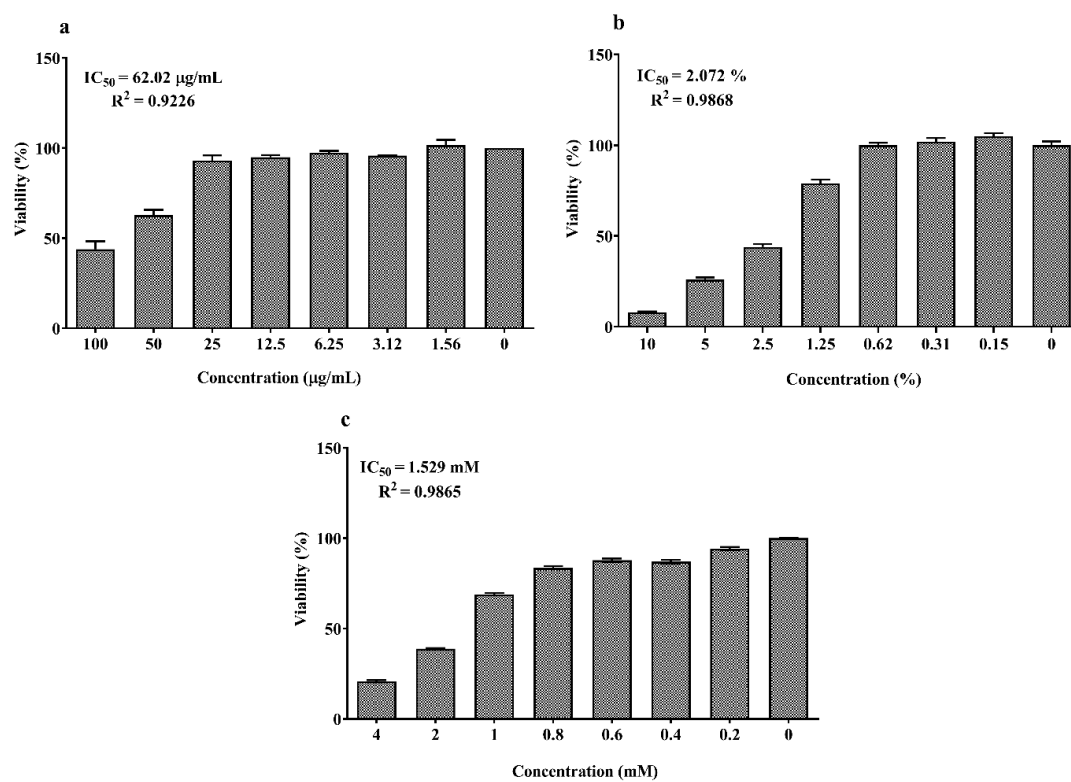 a
IC50 = 62.02 µg/mL
R2 = 0.9226
Viability (%)
150
100
50
0
100 50 25 12.5 6.25 3.12 1.56 0
Concentration (µg/mL)
b
IC50 = 2.072 %
R2 = 0.9868
Viability (%)
150
100
50
0
10 5 2.5 1.25 0.62 0.31 0.15 0
Concentration (%)
c
IC50 = 1.529 mM
R2 = 0.9865
Viability (%)
150
100
50
0
4 2 1 0.8 0.6 0.4 0.2 0
Concentration (mM)